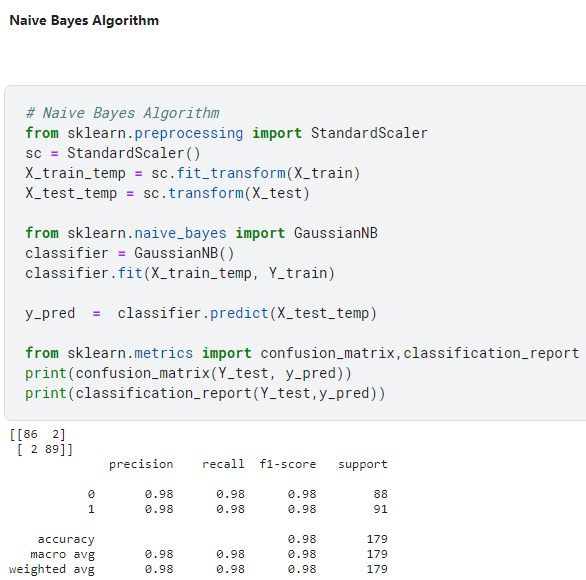 Naive Bayes Algorithm
# Naive Bayes Algorithm
from sklearn.preprocessing import StandardScaler
sc = StandardScaler()
X_train_temp = sc.fit_transform(X_train)
X_test_temp = sc.transform(X_test)
from sklearn.naive_bayes import GaussianNB
classifier = GaussianNB()
classifier.fit(X_train_temp, Y_train)
y_pred  =  classifier.predict(X_test_temp)
from sklearn.metrics import confusion_matrix,classification_report
print(confusion_matrix(Y_test, y_pred))
print(classification_report(Y_test,y_pred))
[[86  2]
 [ 2 89]]
              precision    recall  f1-score   support
           0       0.98      0.98      0.98        88
           1       0.98      0.98      0.98        91
    accuracy                           0.98       179
   macro avg       0.98      0.98      0.98       179
weighted avg       0.98      0.98      0.98       179